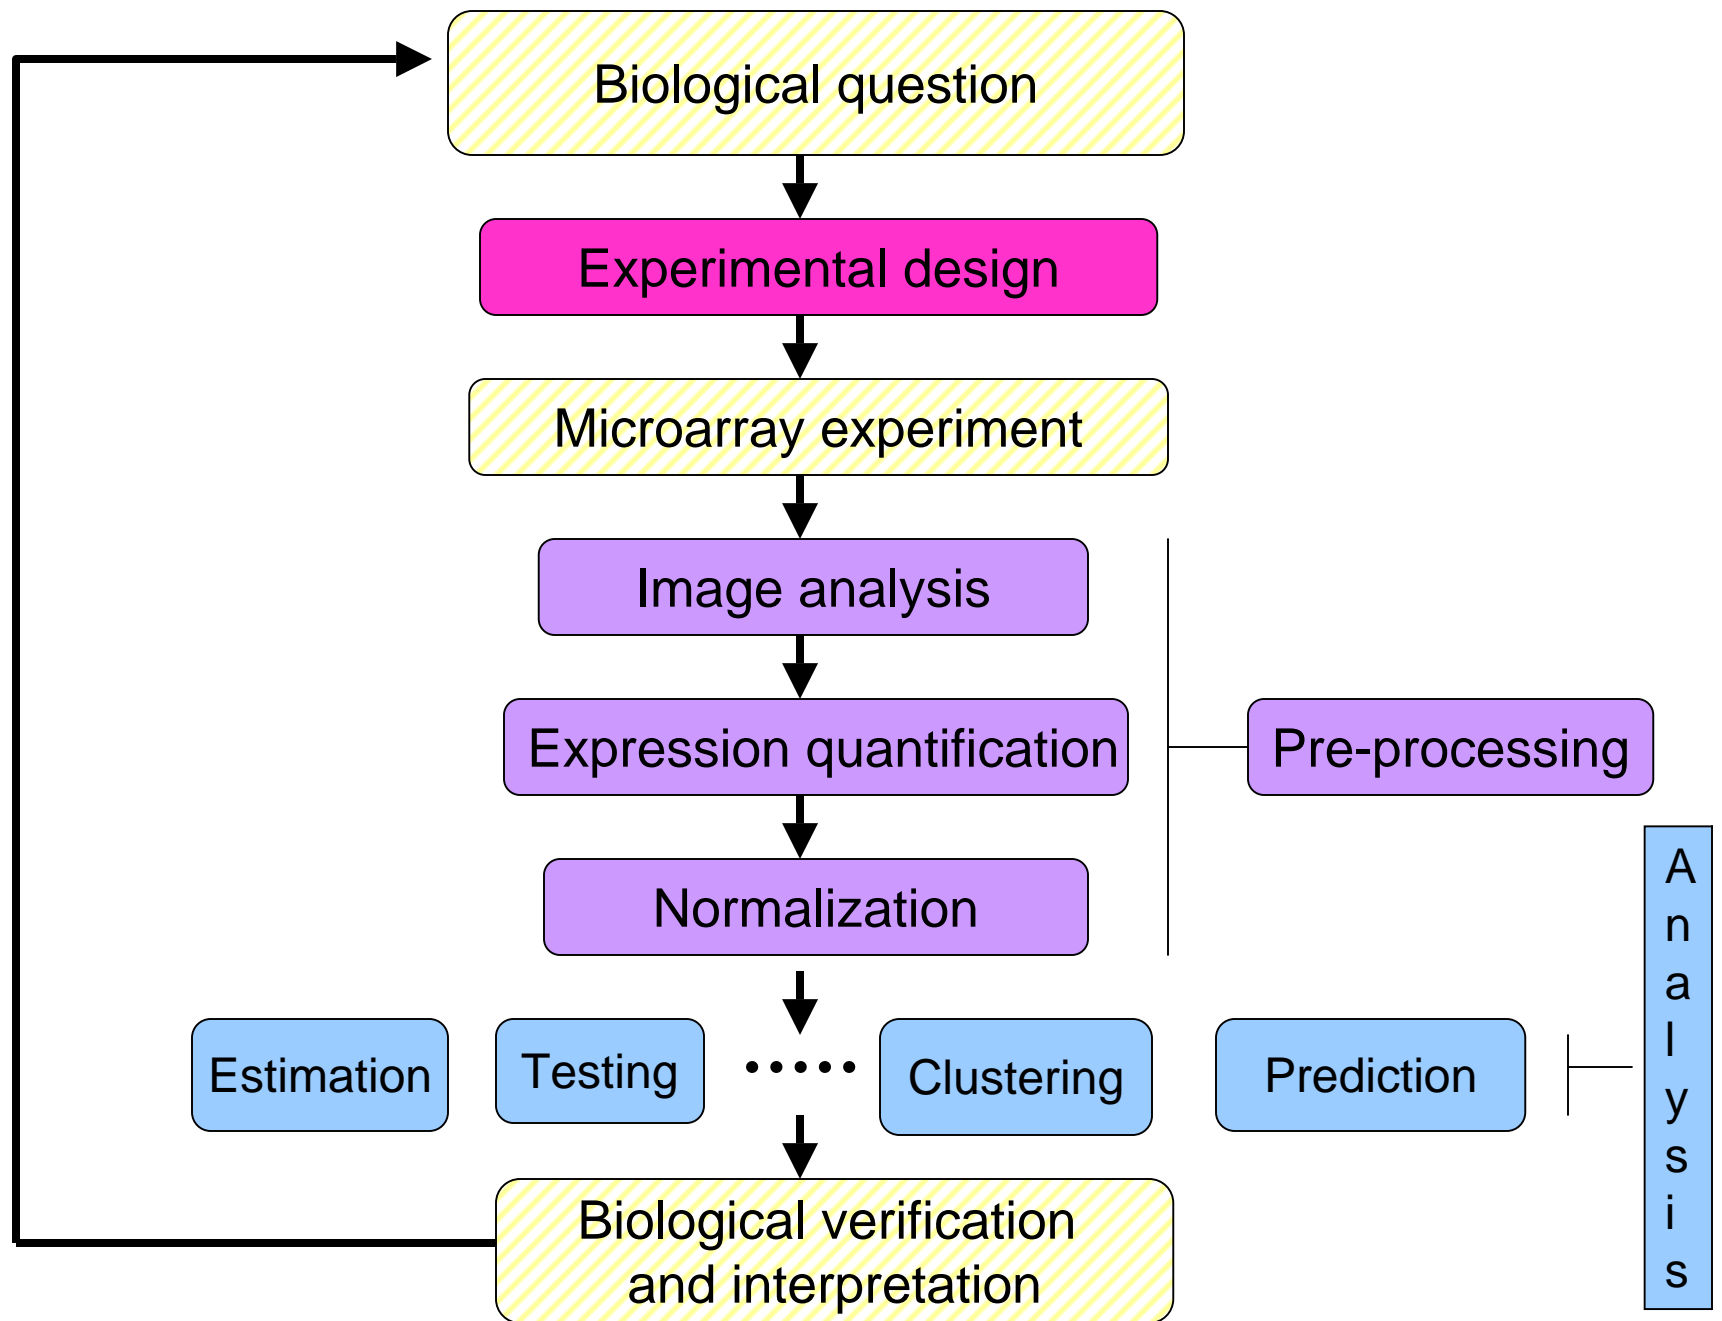 Biological question
Experimental design
Microarray experiment
Image analysis
Expression quantification
Pre-processing
Normalization
Estimation
Testing
.....
Clustering
Prediction
Analysis
Biological verification
and interpretation